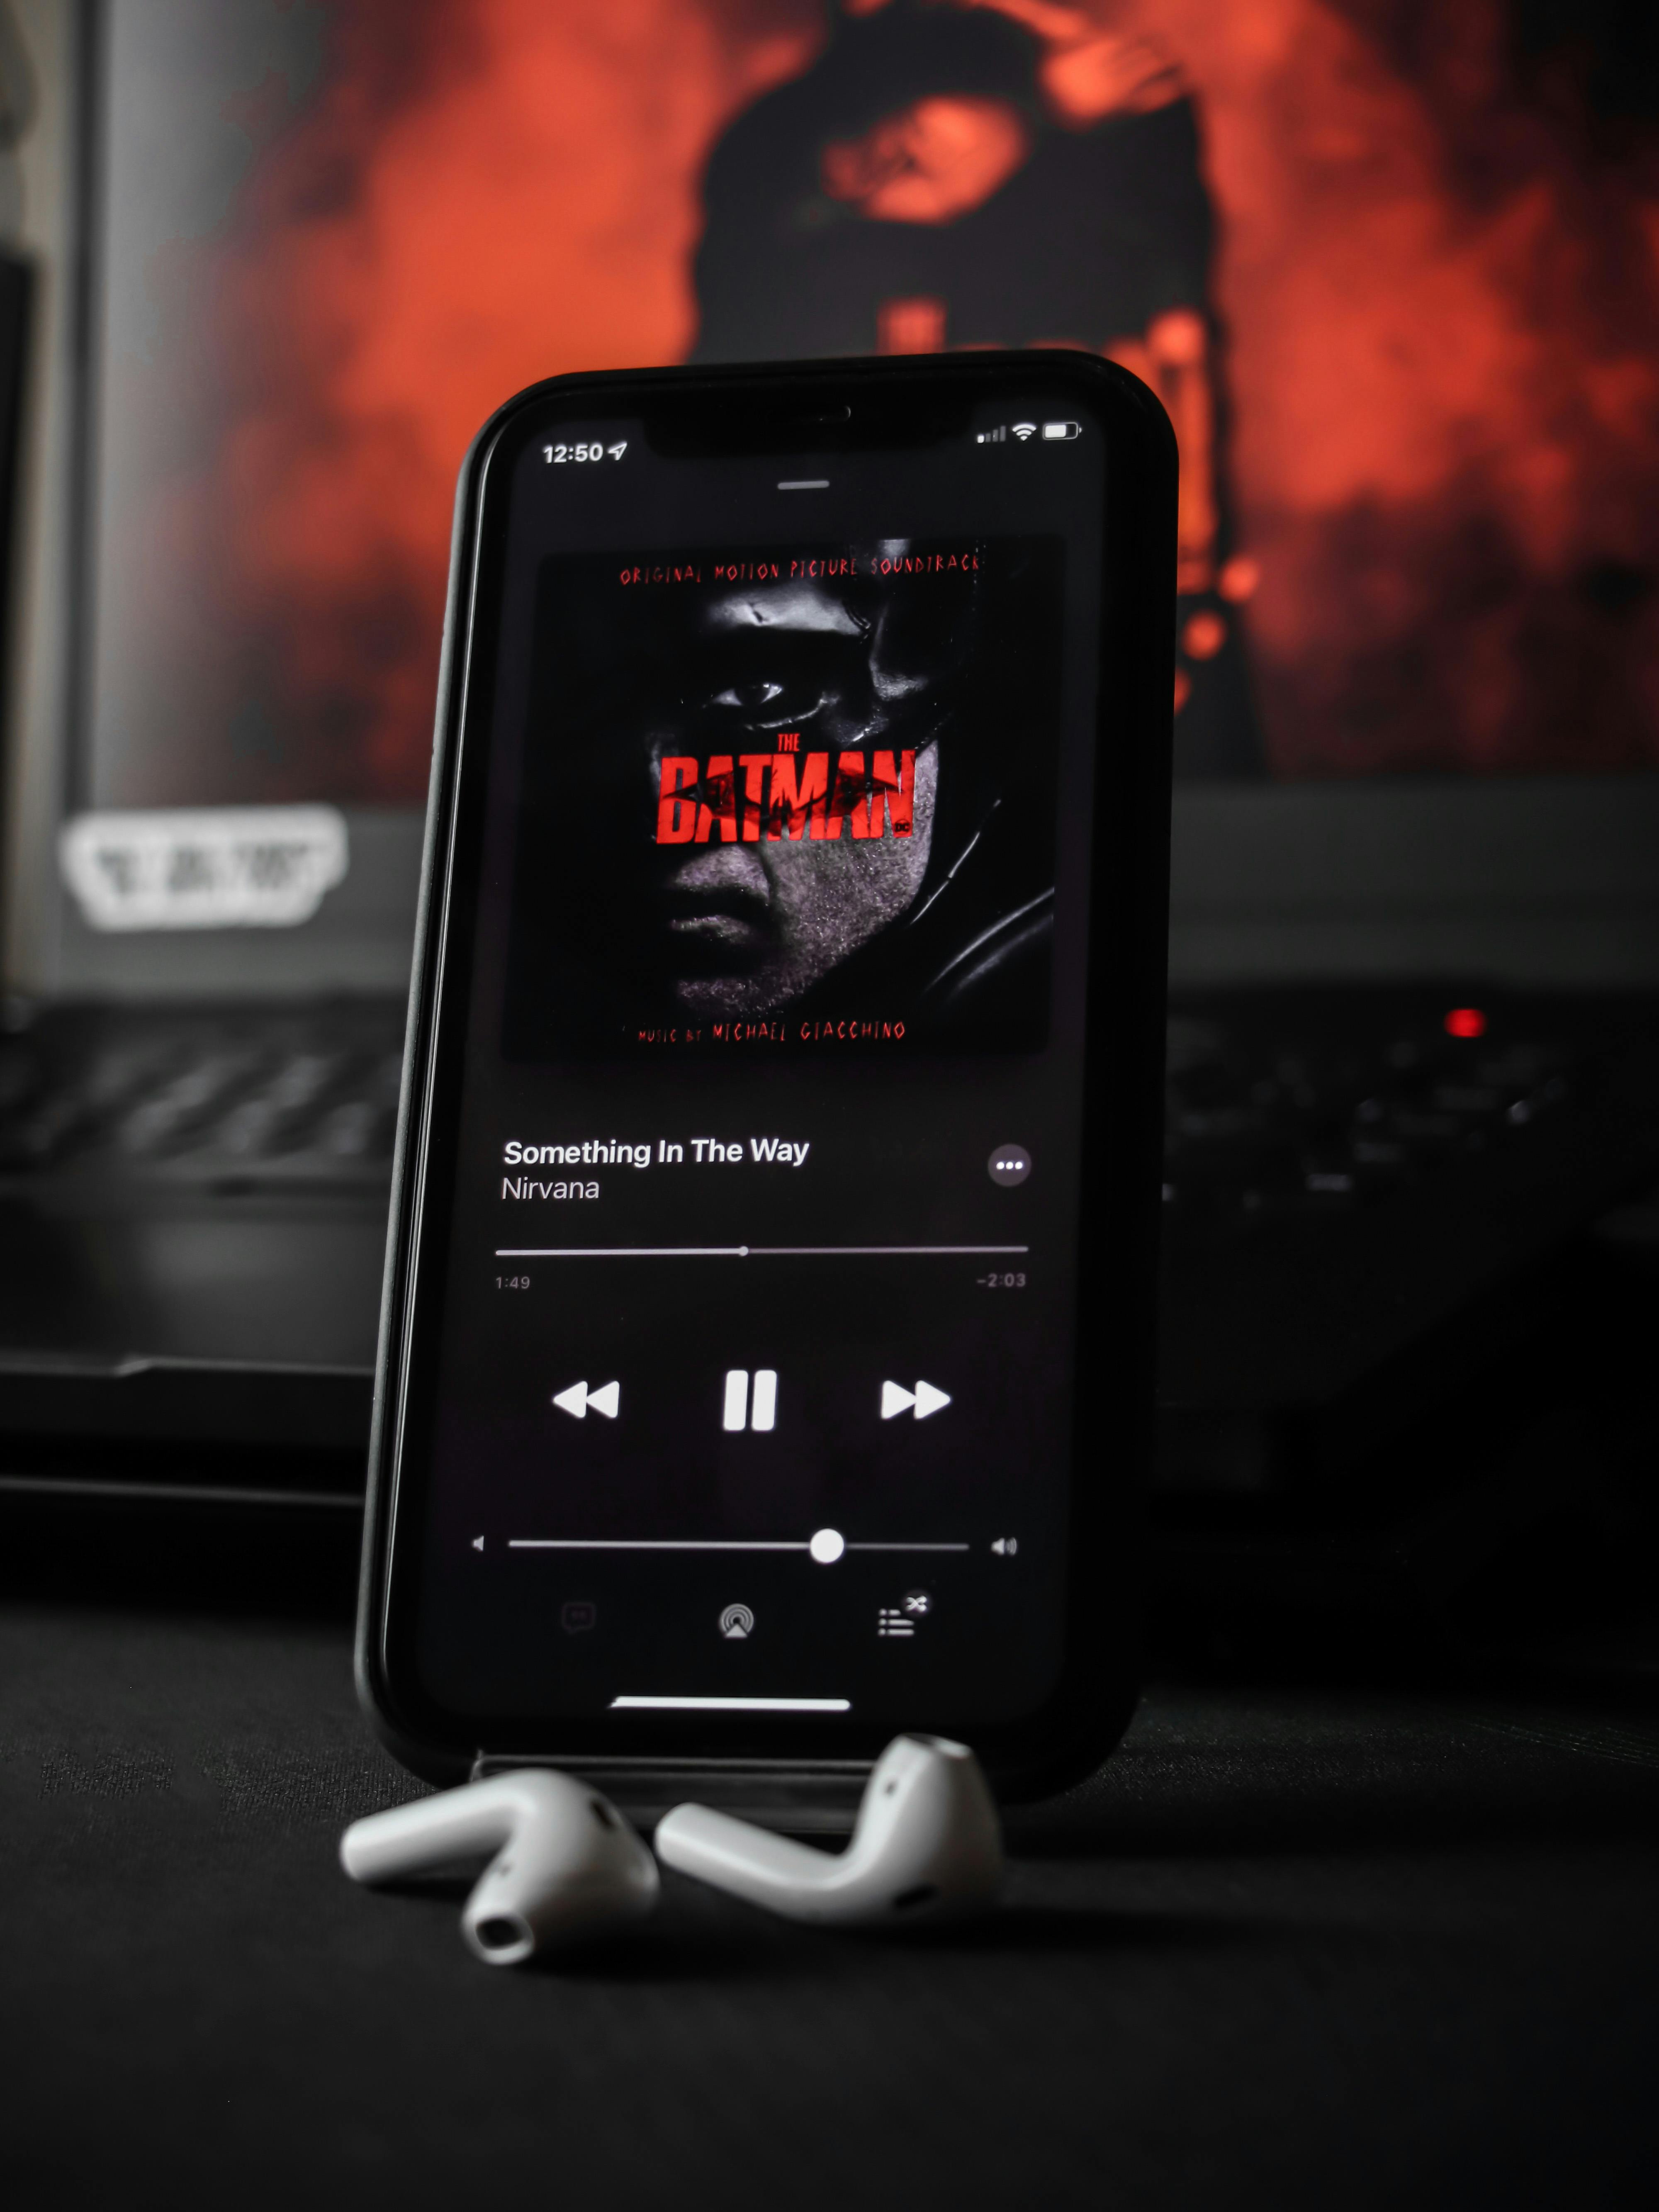 12:50
ORIGINAL MOTION PICTURE SOUNDTRACK
THE
BATMAN
DC
MUSIC BY MICHAEL GIACCHINO
Something In The Way
Nirvana
1:49
-2:03